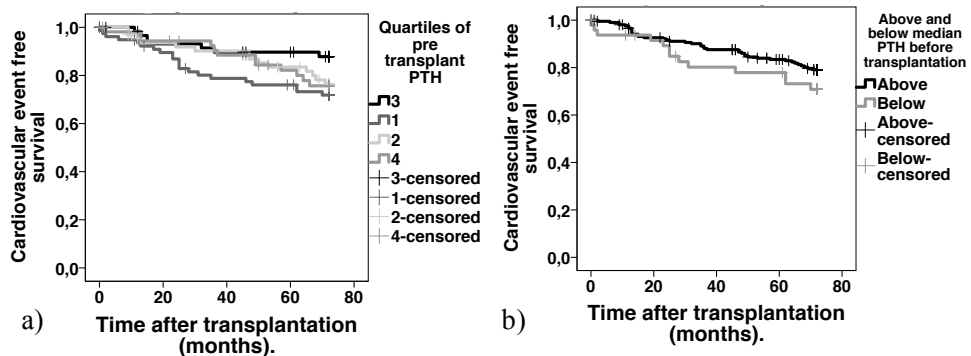 Cardiovascular event free
survival
1,0
0,8
0,6
0,4
0,2
0,0
0
20
40
60
80
Time after transplantation
(months).
a)
Quartiles of
pre
transplant
PTH
3
1
2
4
3-censored
1-censored
2-censored
4-censored
Cardiovascular event free
survival
1,0
0,8
0,6
0,4
0,2
0,0
0
20
40
60
80
Time after transplantation
(months).
b)
Above and
below median
PTH before
transplantation
Above
Below
Above-
censored
Below-
censored